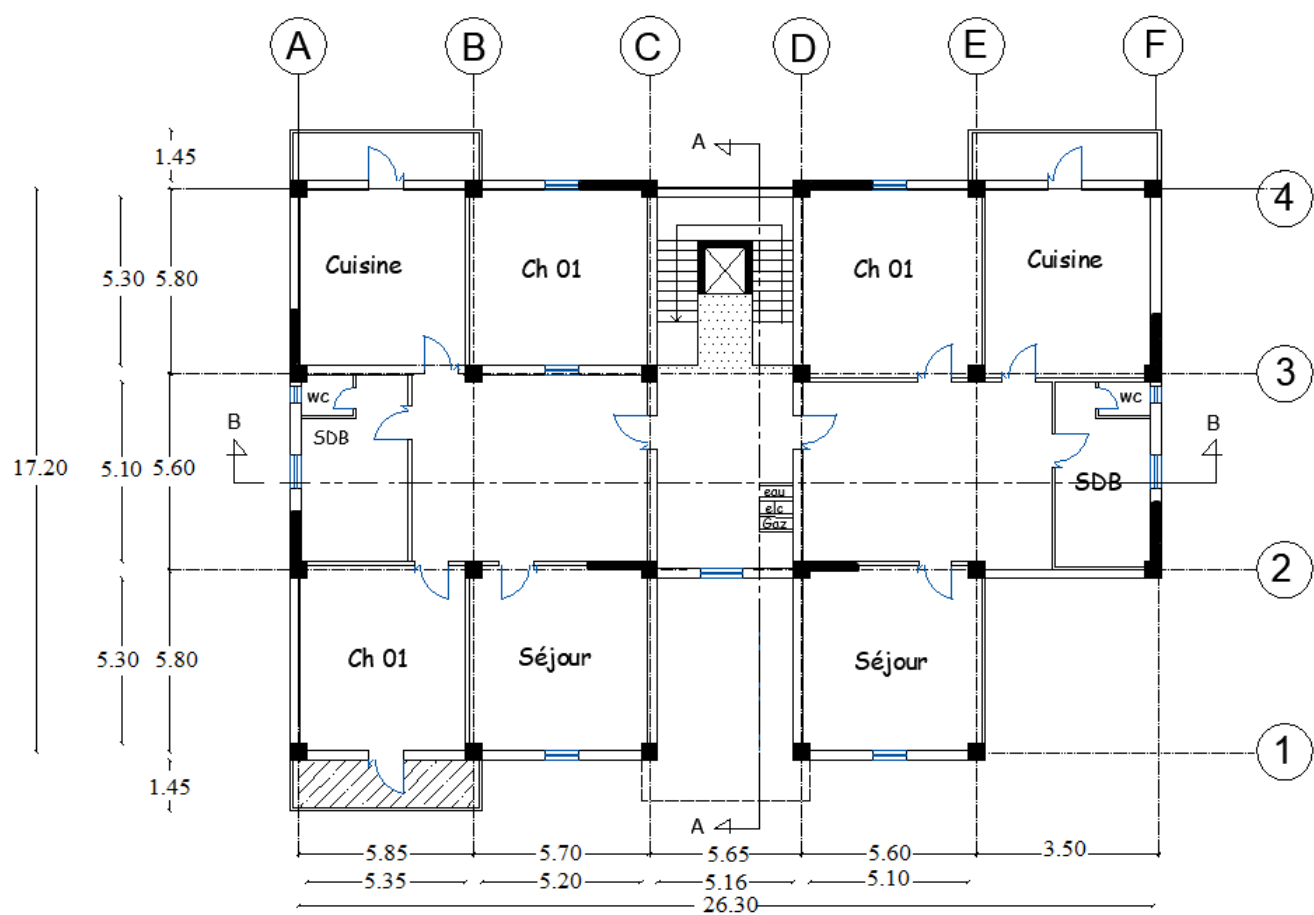 A B C D E F
A
1.45
4
Cuisine Ch 01 Ch 01 Cuisine
5.30 5.80
3
wc wc
B SDB B
17.20 5.10 5.60
SDB
eau
elc
Gaz
2
5.30 5.80 Ch 01 Séjour Séjour
1
1.45
A
5.85 5.70 5.65 5.60 3.50
5.35 5.20 5.16 5.10
26.30